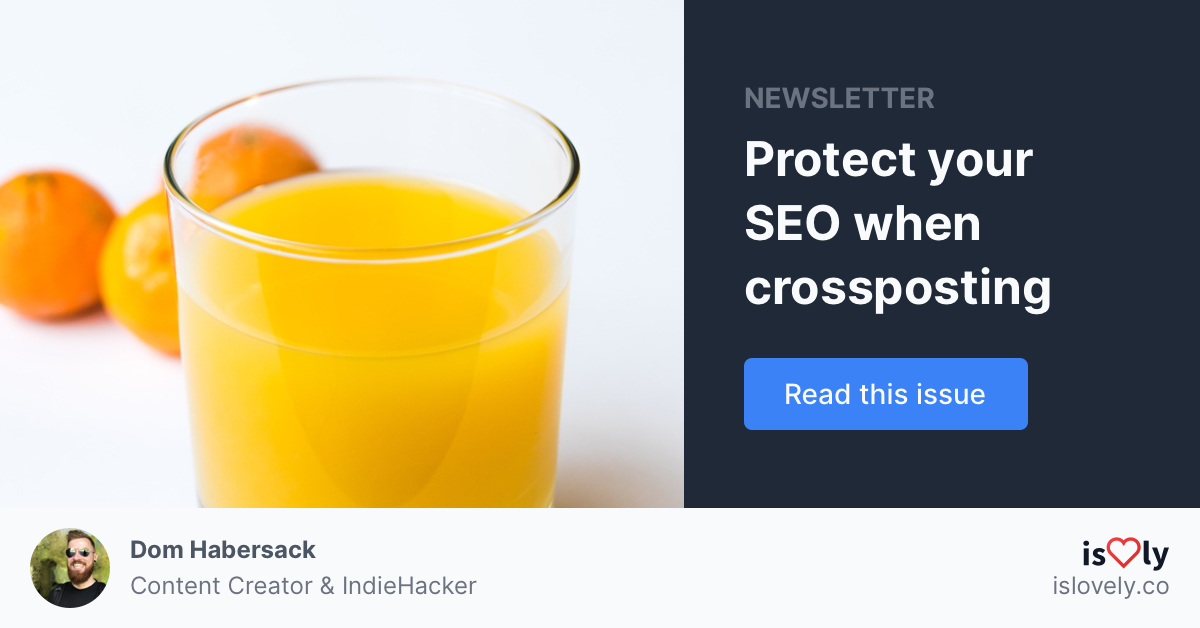 NEWSLETTER
Protect your
SEO when
crossposting
Read this issue
Dom Habersack
Content Creator & IndieHacker
is♡ly
islovely.co